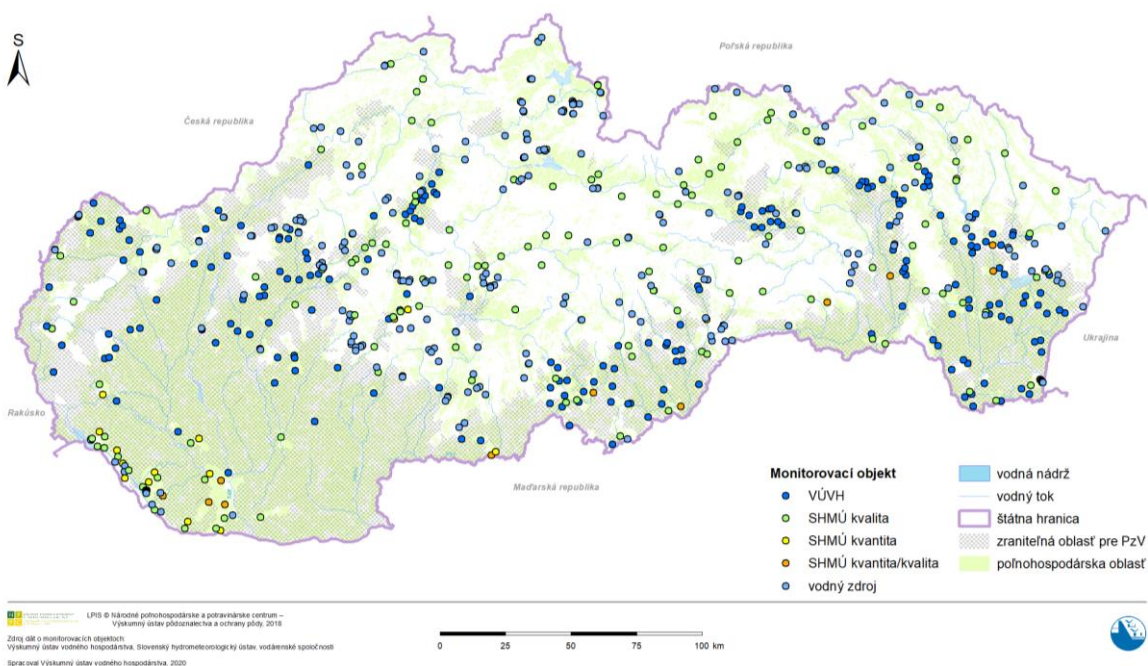 S
Poľská republika
Česká republika
Ukrajina
Rakúsko
Maďarská republika
Monitorovací objekt
VÚVH
SHMÚ kvalita
SHMÚ kvantita
SHMÚ kvantita/kvalita
vodný zdroj
vodná nádrž
vodný tok
štátna hranica
zraniteľná oblasť pre PzV
poľnohospodárska oblasť
LPIS © Národné poľnohospodárske a potravinárske centrum –
Výskumný ústav pôdoznalectva a ochrany pôdy, 2018
Zdroj dát o monitorovacích objektoch:
Výskumný ústav vodného hospodárstva, Slovenský hydrometeorologický ústav, vodárenské spoločnosti
Spracoval Výskumný ústav vodného hospodárstva, 2020
0 25 50 75 100 km